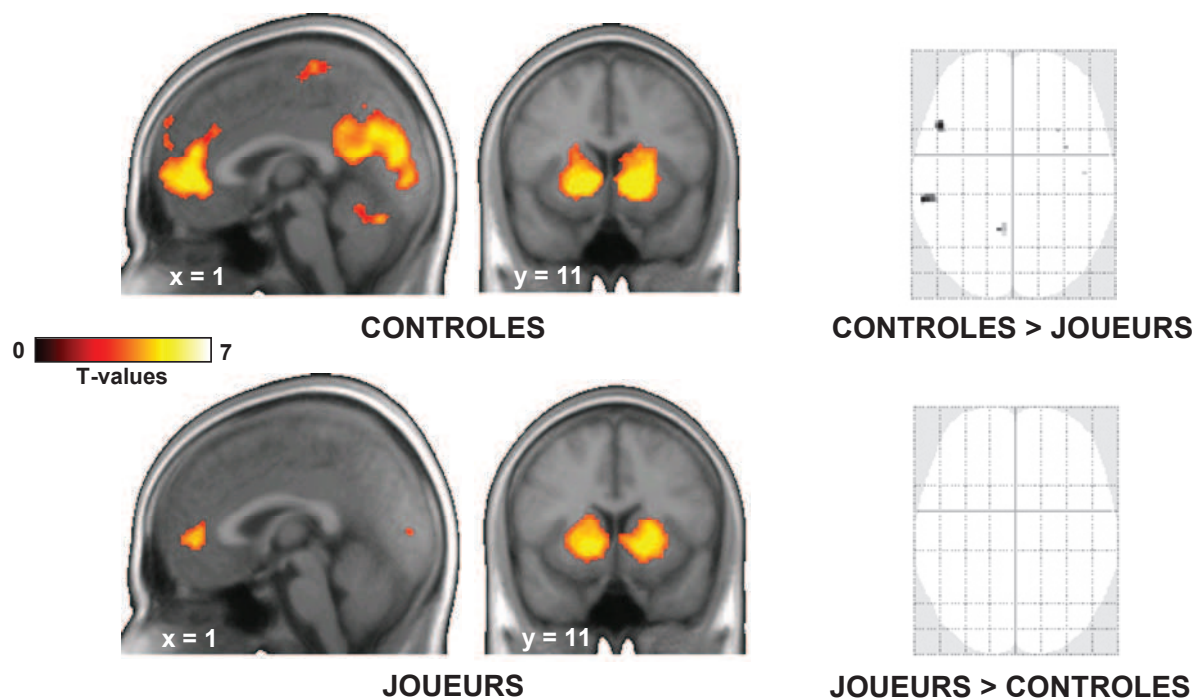 x = 1
y = 11
CONTROLES
CONTROLES > JOUEURS
0
7
T-values
x = 1
y = 11
JOUEURS
JOUEURS > CONTROLES